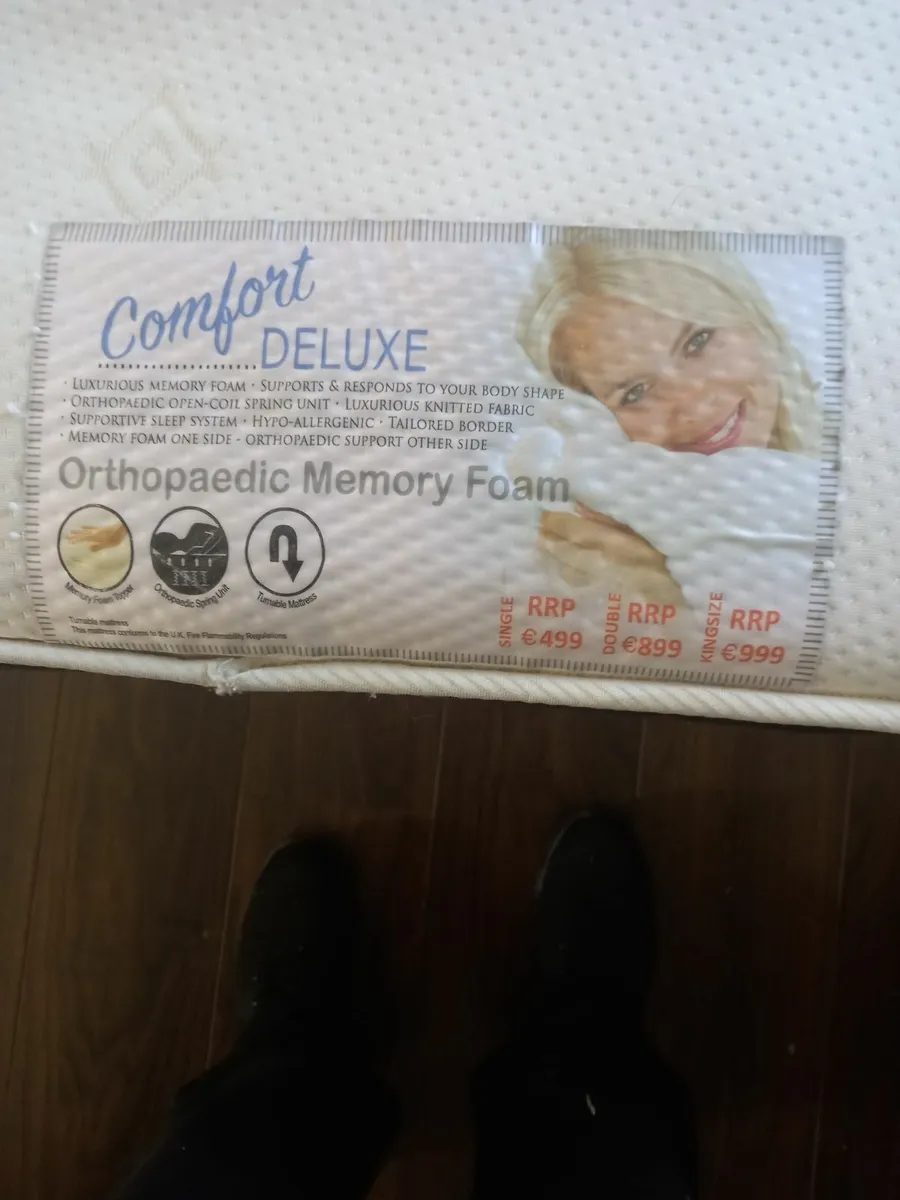 Comfort
DELUXE
· LUXURIOUS MEMORY FOAM · SUPPORTS & RESPONDS TO YOUR BODY SHAPE
· ORTHOPAEDIC OPEN-COIL SPRING UNIT · LUXURIOUS KNITTED FABRIC
· SUPPORTIVE SLEEP SYSTEM · HYPO-ALLERGENIC · TAILORED BORDER
· MEMORY FOAM ONE SIDE - ORTHOPAEDIC SUPPORT OTHER SIDE
Orthopaedic Memory Foam
Memory Foam Topper
Orthopaedic Spring Unit
Turnable Mattress
Turnable mattress
This mattress conforms to the U.K. Fire Flammability Regulations
SINGLE
RRP
€499
DOUBLE
RRP
€899
KINGSIZE
RRP
€999